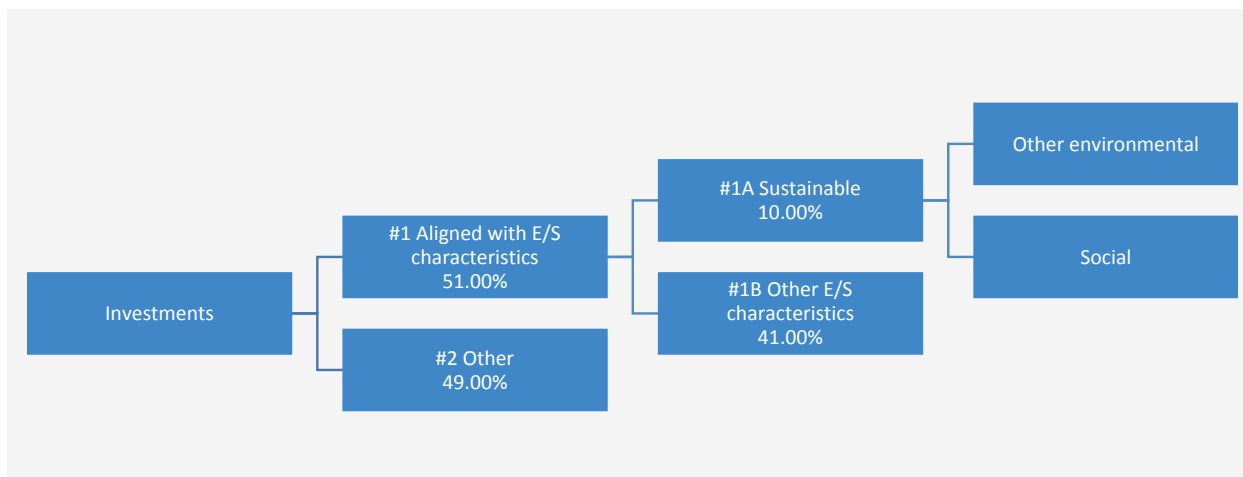 Investments
#1 Aligned with E/S
characteristics
51.00%
#2 Other
49.00%
#1A Sustainable
10.00%
#1B Other E/S
characteristics
41.00%
Other environmental
Social